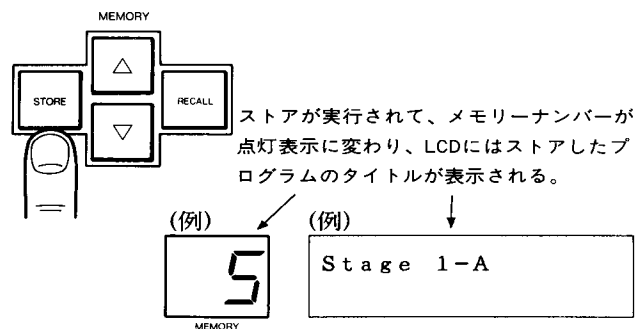 MEMORY
STORE
△
▽
RECALL
ストアが実行されて、メモリーナンバーが
点灯表示に変わり、LCDにはストアしたプ
ログラムのタイトルが表示される。
(例)
(例)
5
Stage 1-A
MEMORY